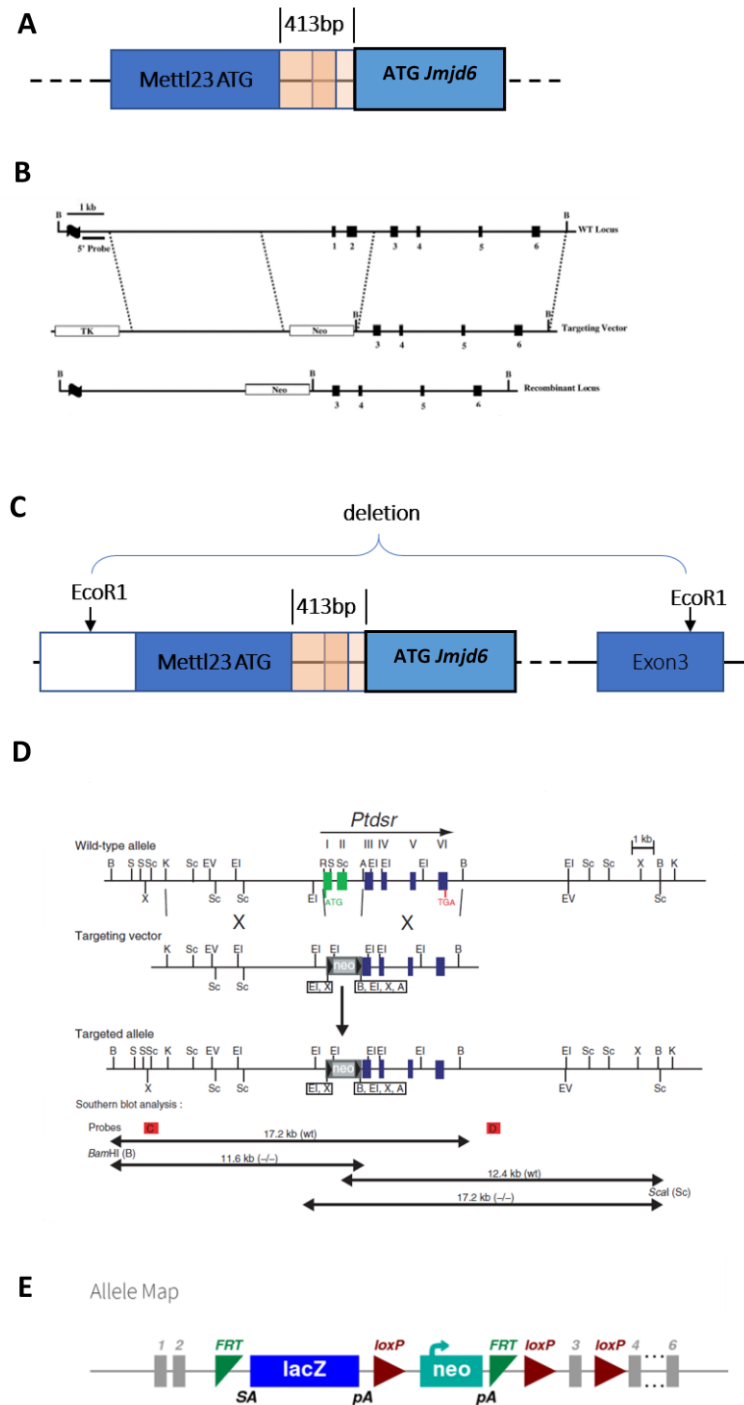 A
413bp
Mettl23 ATG
ATG Jmjd6
B
1 kb
B
B
5' Probe
1 2 3 4 5 6
WT Locus
TK
Neo
B
B
3 4 5 6
Targeting Vector
B
Neo
B
B
3 4 5 6
Recombinant Locus
C
deletion
EcoR1
EcoR1
413bp
Mettl23 ATG
ATG Jmjd6
Exon3
D
Ptdsr
Wild-type allele
I II III IV V VI
1 kb
B S SSc K Sc EV EI RS Sc A EI EI EI B EI Sc Sc X B K
X Sc Sc EI ATG TGA EV Sc
X X
Targeting vector
K Sc EV EI EI EI EI EI EI B
neo
Sc Sc EI, X B, EI, X, A
Targeted allele
B S SSc K Sc EV EI EI EI EI EI EI B EI Sc Sc X B K
neo
X Sc Sc EI, X B, EI, X, A EV Sc
Southern blot analysis :
Probes C D
17.2 kb (wt)
BamHI (B)
11.6 kb (–/–)
12.4 kb (wt)
ScaI (Sc)
17.2 kb (–/–)
E
Allele Map
1 2 FRT loxP FRT loxP 3 loxP 4 6
lacZ neo
SA pA pA